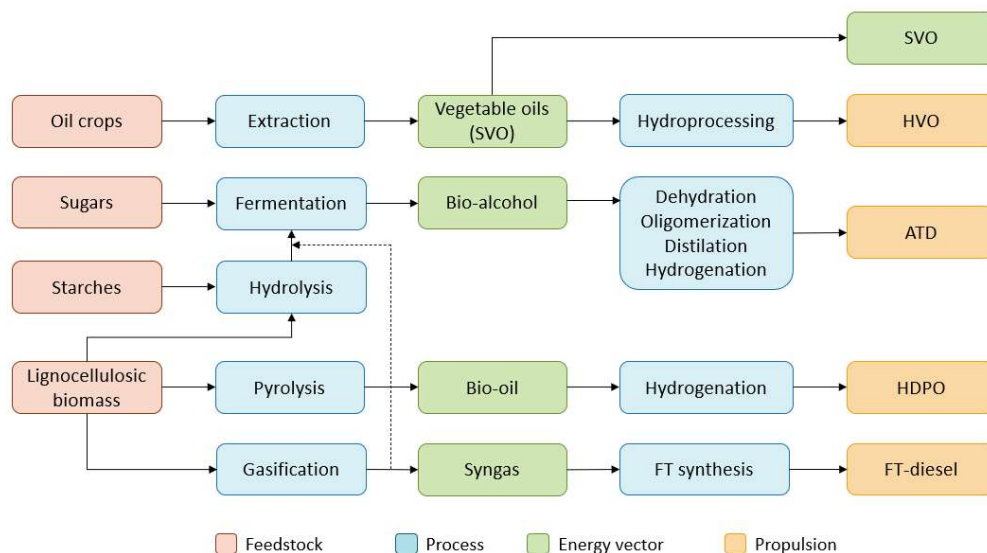 SVO
Oil crops
Extraction
Vegetable oils
(SVO)
Hydroprocessing
HVO
Sugars
Fermentation
Bio-alcohol
Dehydration
Oligomerization
Distilation
Hydrogenation
ATD
Starches
Hydrolysis
Lignocellulosic
biomass
Pyrolysis
Bio-oil
Hydrogenation
HDPO
Gasification
Syngas
FT synthesis
FT-diesel
Feedstock
Process
Energy vector
Propulsion